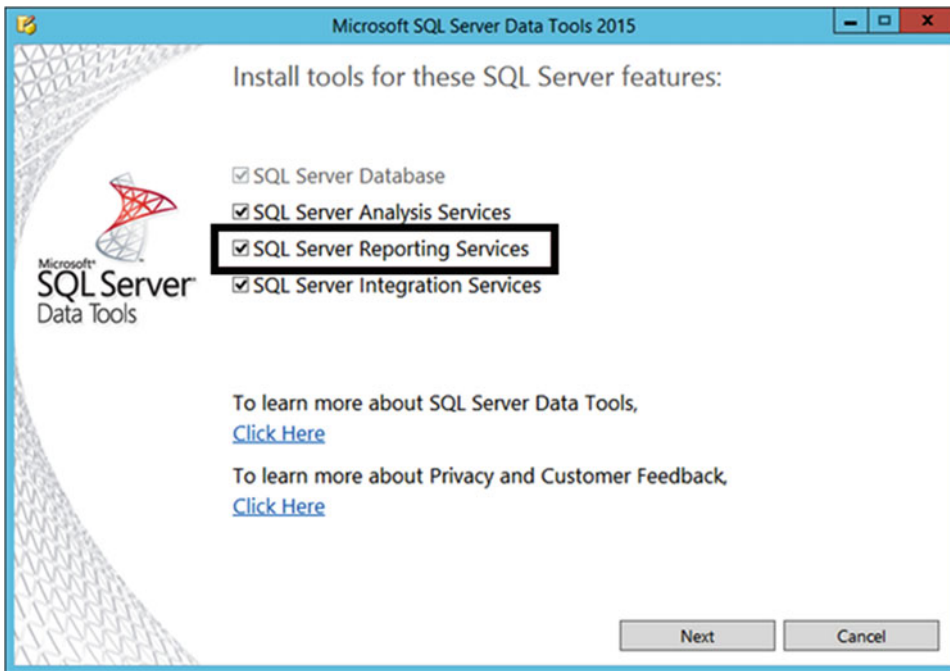 Microsoft SQL Server Data Tools 2015
Install tools for these SQL Server features:
SQL Server Database
SQL Server Analysis Services
SQL Server Reporting Services
SQL Server Integration Services
Microsoft®
SQL Server
Data Tools
To learn more about SQL Server Data Tools,
Click Here
To learn more about Privacy and Customer Feedback,
Click Here
Next
Cancel